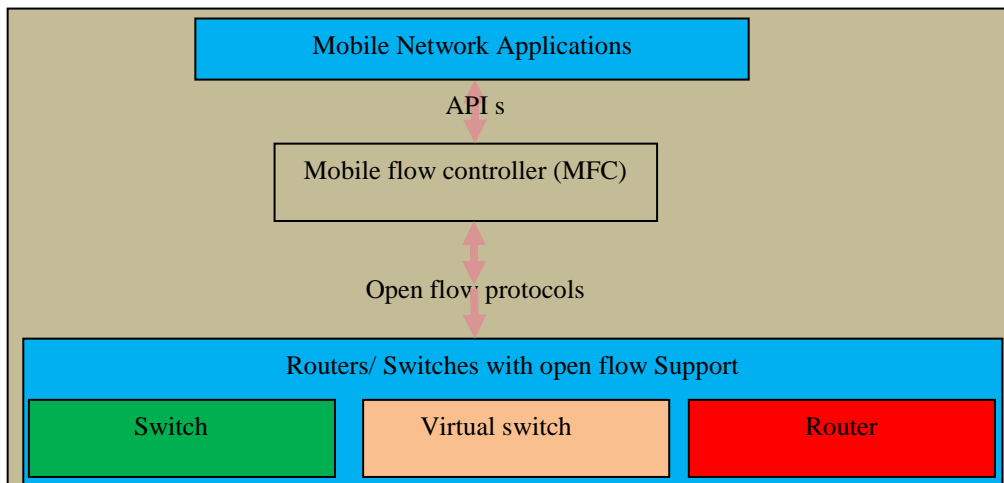 Mobile Network Applications
API s
Mobile flow controller (MFC)
Open flow protocols
Routers/ Switches with open flow Support
Switch
Virtual switch
Router